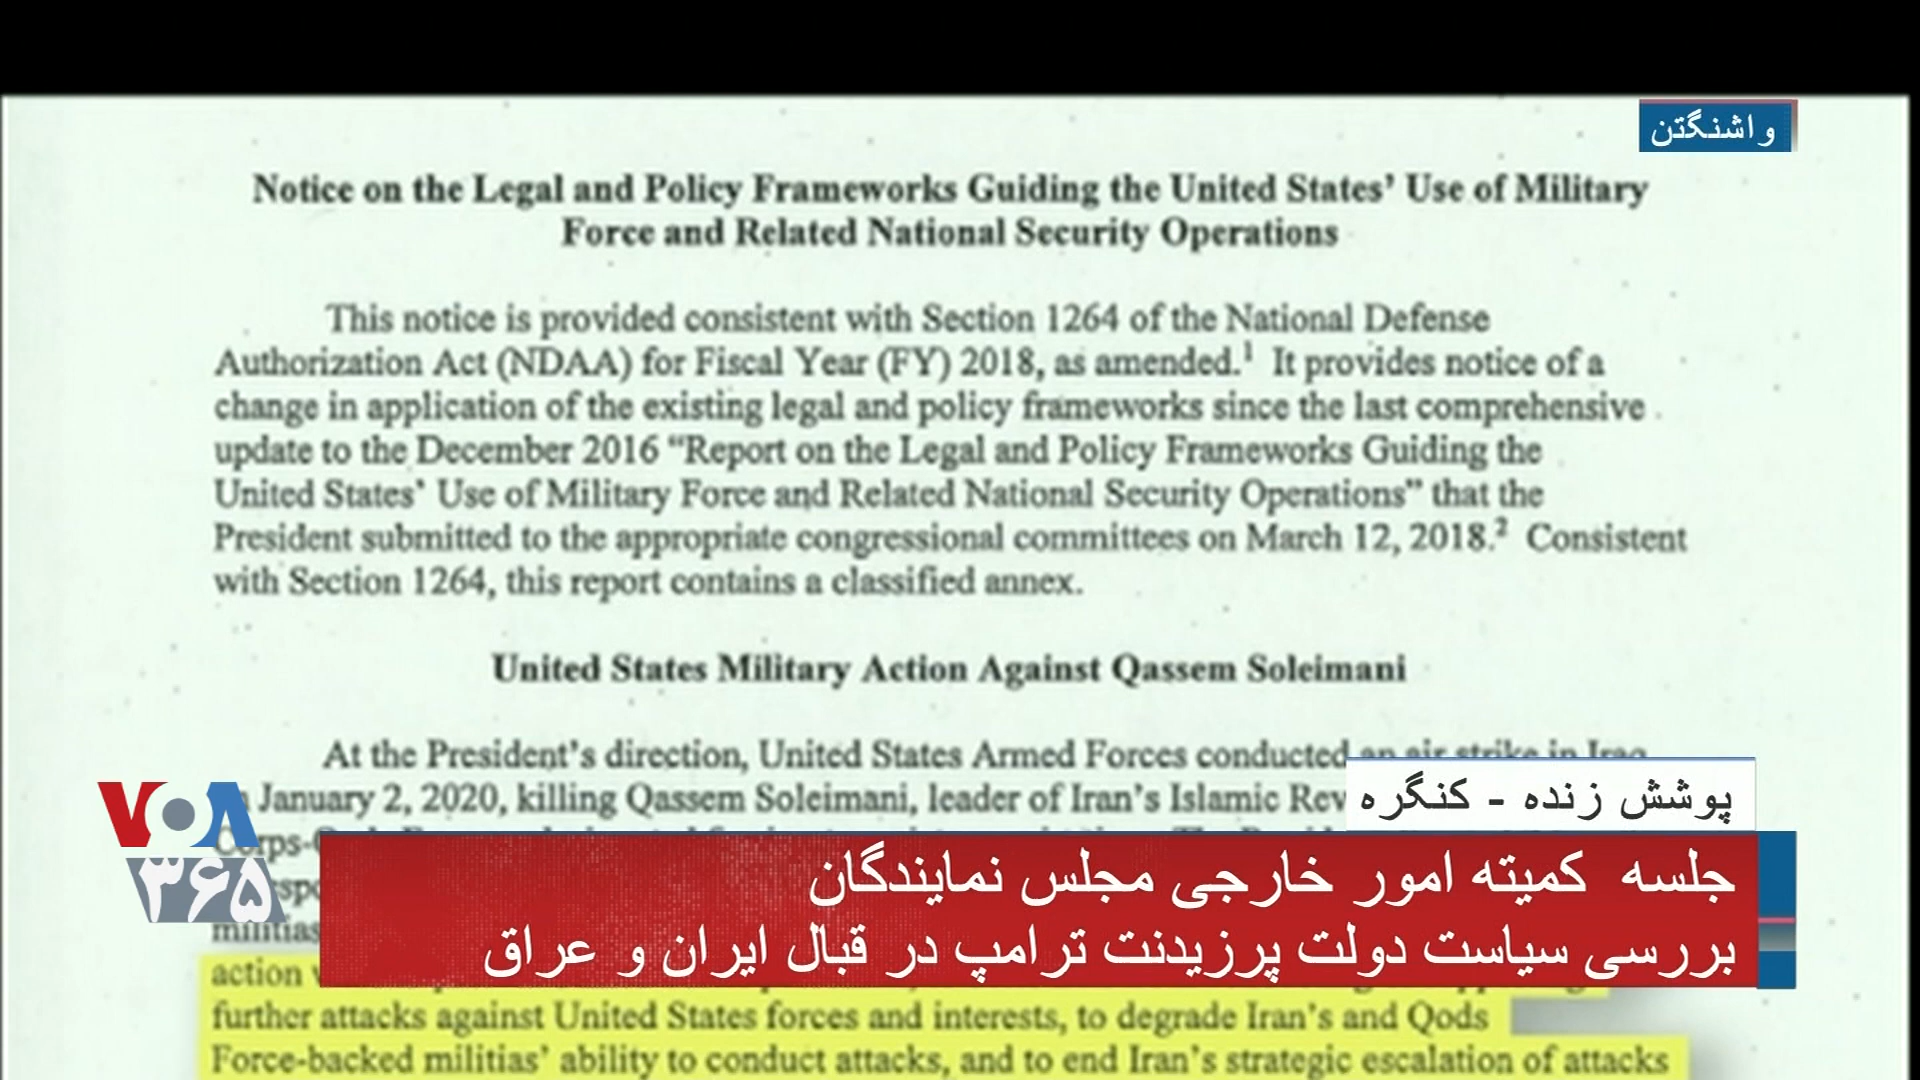 واشنگتن
Notice on the Legal and Policy Frameworks Guiding the United States’ Use of Military
Force and Related National Security Operations
This notice is provided consistent with Section 1264 of the National Defense
Authorization Act (NDAA) for Fiscal Year (FY) 2018, as amended.¹ It provides notice of a
change in application of the existing legal and policy frameworks since the last comprehensive
update to the December 2016 “Report on the Legal and Policy Frameworks Guiding the
United States’ Use of Military Force and Related National Security Operations” that the
President submitted to the appropriate congressional committees on March 12, 2018.² Consistent
with Section 1264, this report contains a classified annex.
United States Military Action Against Qassem Soleimani
At the President’s direction, United States Armed Forces conducted an air strike in Iraq
January 2, 2020, killing Qassem Soleimani, leader of Iran’s Islamic
militias
action
further attacks against United States forces and interests, to degrade Iran’s and Qods
Force-backed militias’ ability to conduct attacks, and to end Iran’s strategic escalation of attacks
پوشش زنده - کنگره
جلسه کمیته امور خارجی مجلس نمایندگان
بررسی سیاست دولت پرزیدنت ترامپ در قبال ایران و عراق
VOA
۳۶۵